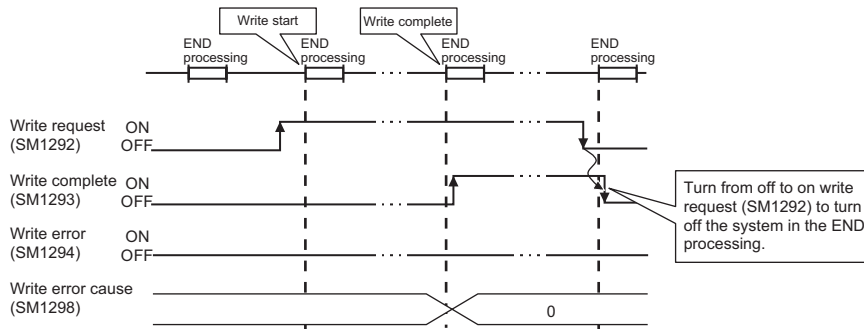 Write start
Write complete
END
processing
END
processing
END
processing
END
processing
Write request
(SM1292)
ON
OFF
Write complete
(SM1293)
ON
OFF
Write error
(SM1294)
ON
OFF
Write error cause
(SM1298)
0
Turn from off to on write
request (SM1292) to turn
off the system in the END
processing.